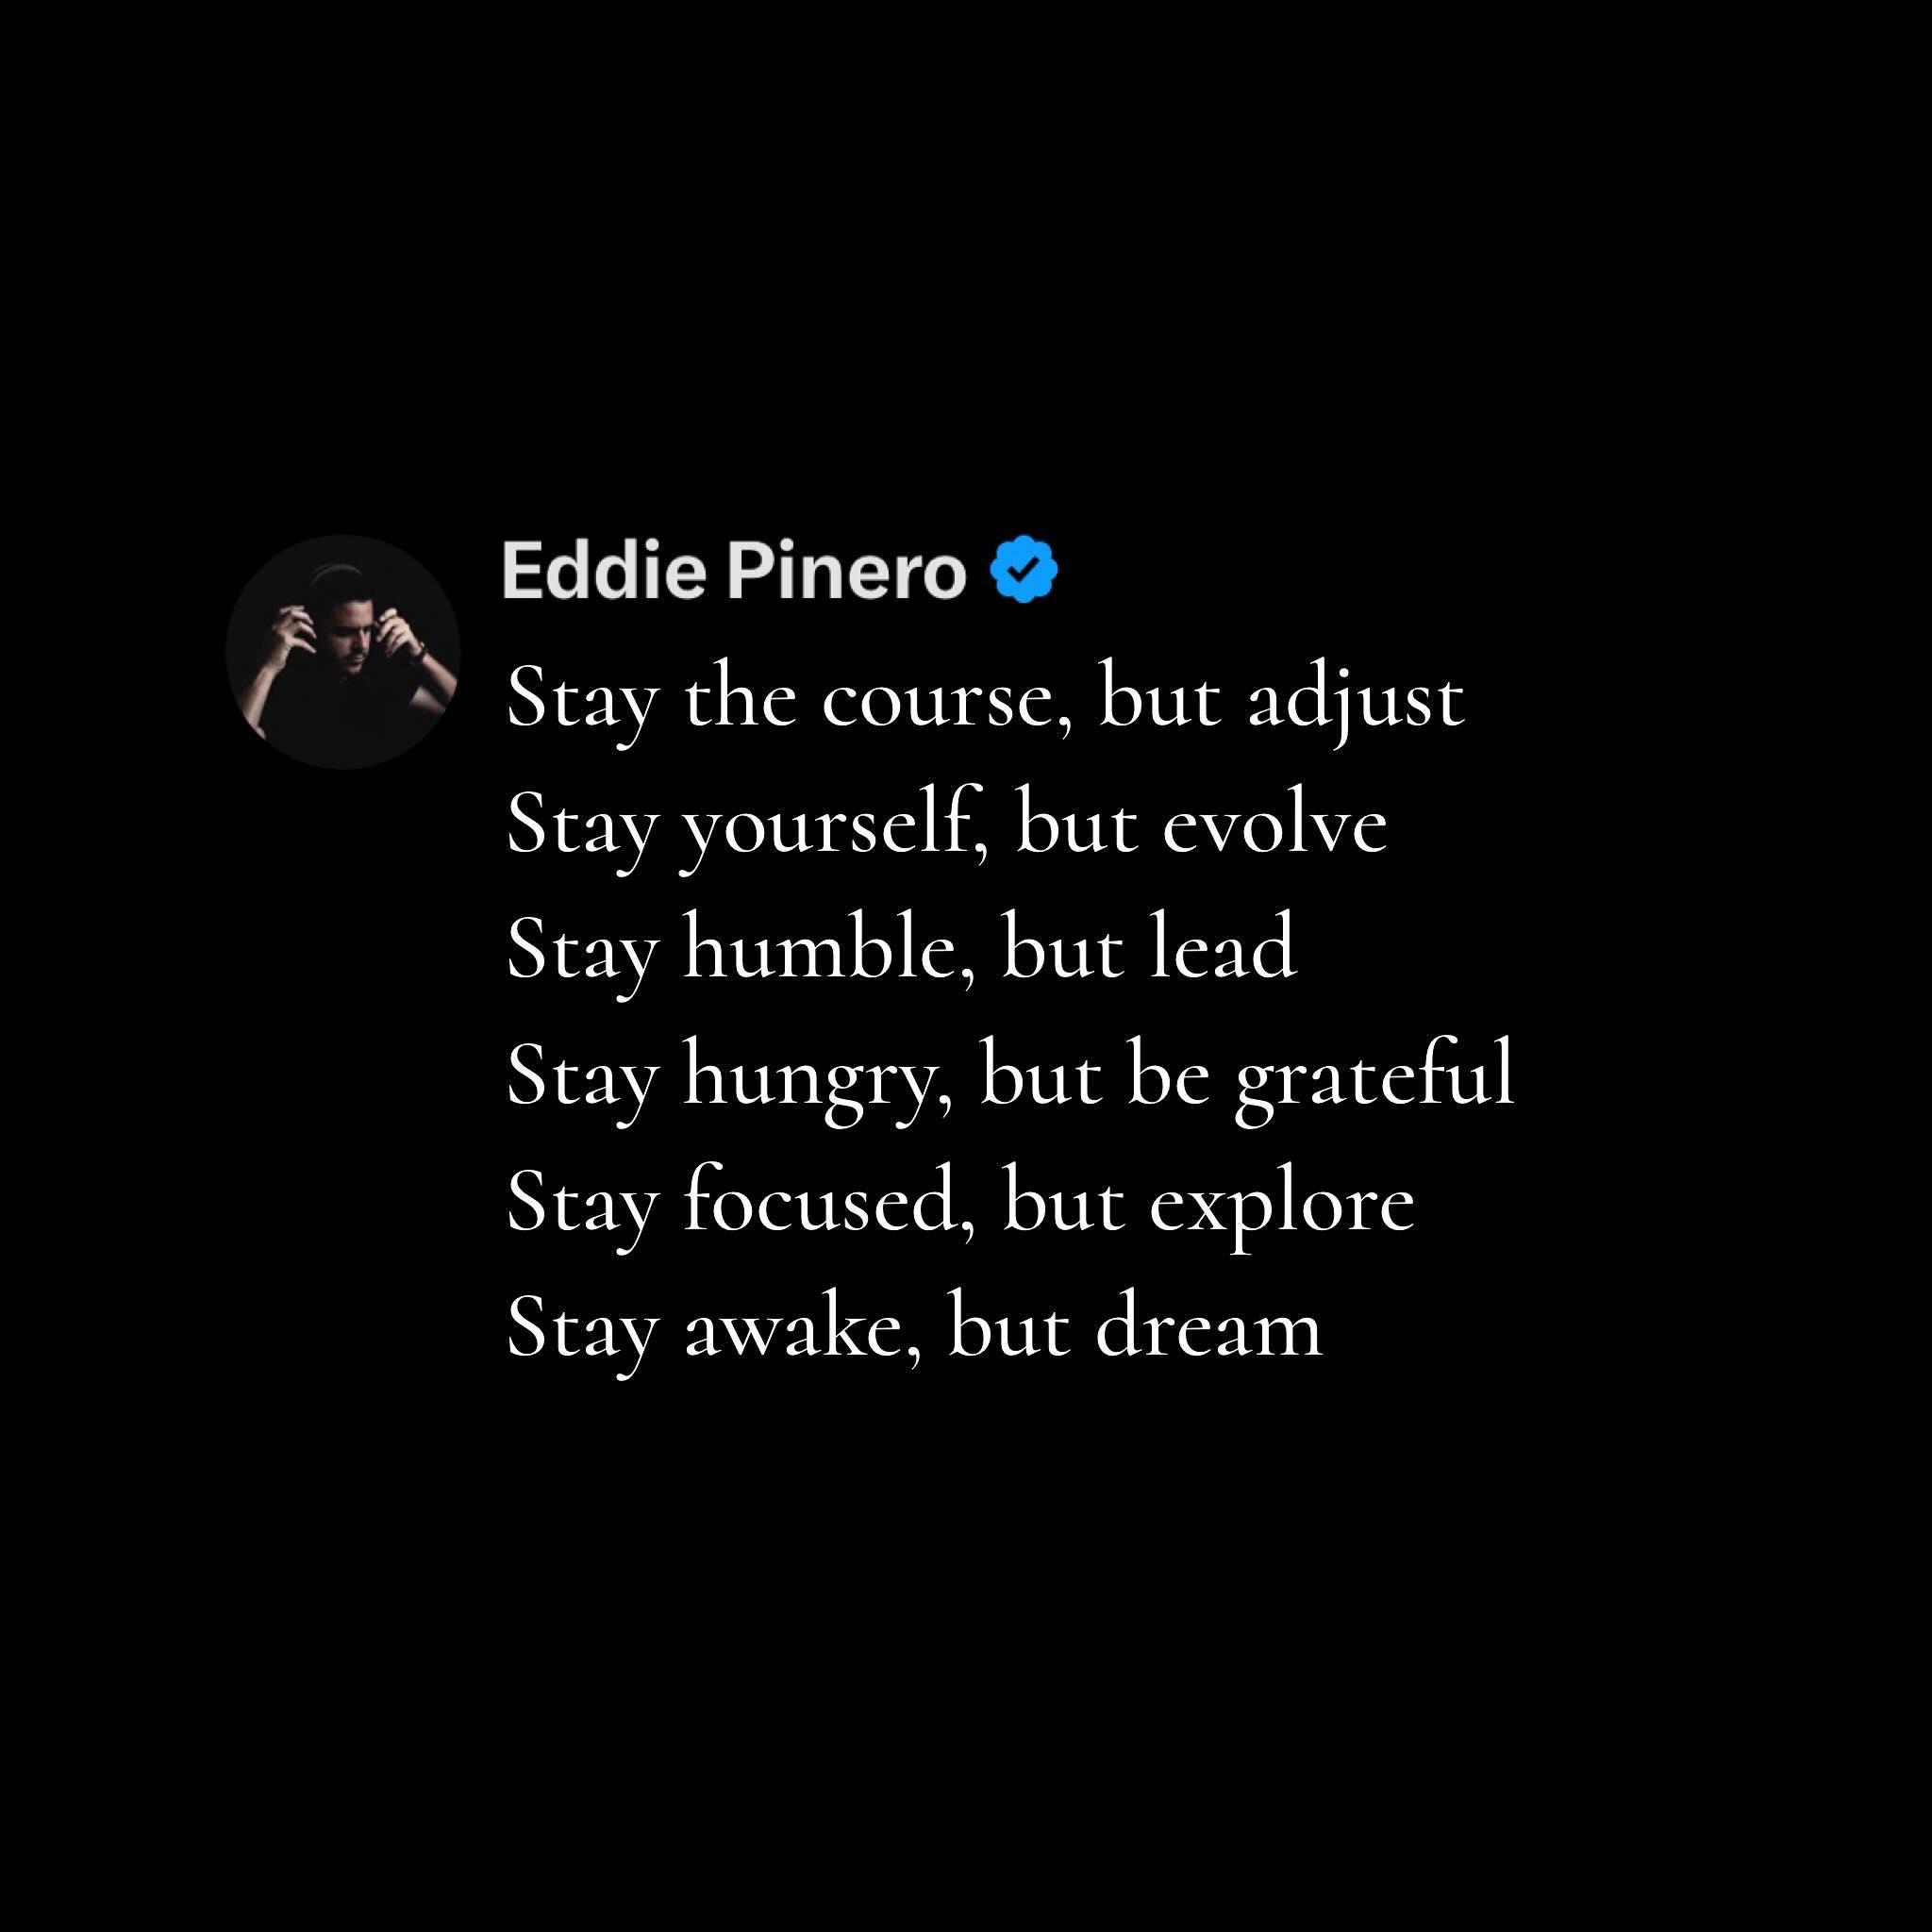 Eddie Pinero
Stay the course, but adjust
Stay yourself, but evolve
Stay humble, but lead
Stay hungry, but be grateful
Stay focused, but explore
Stay awake, but dream